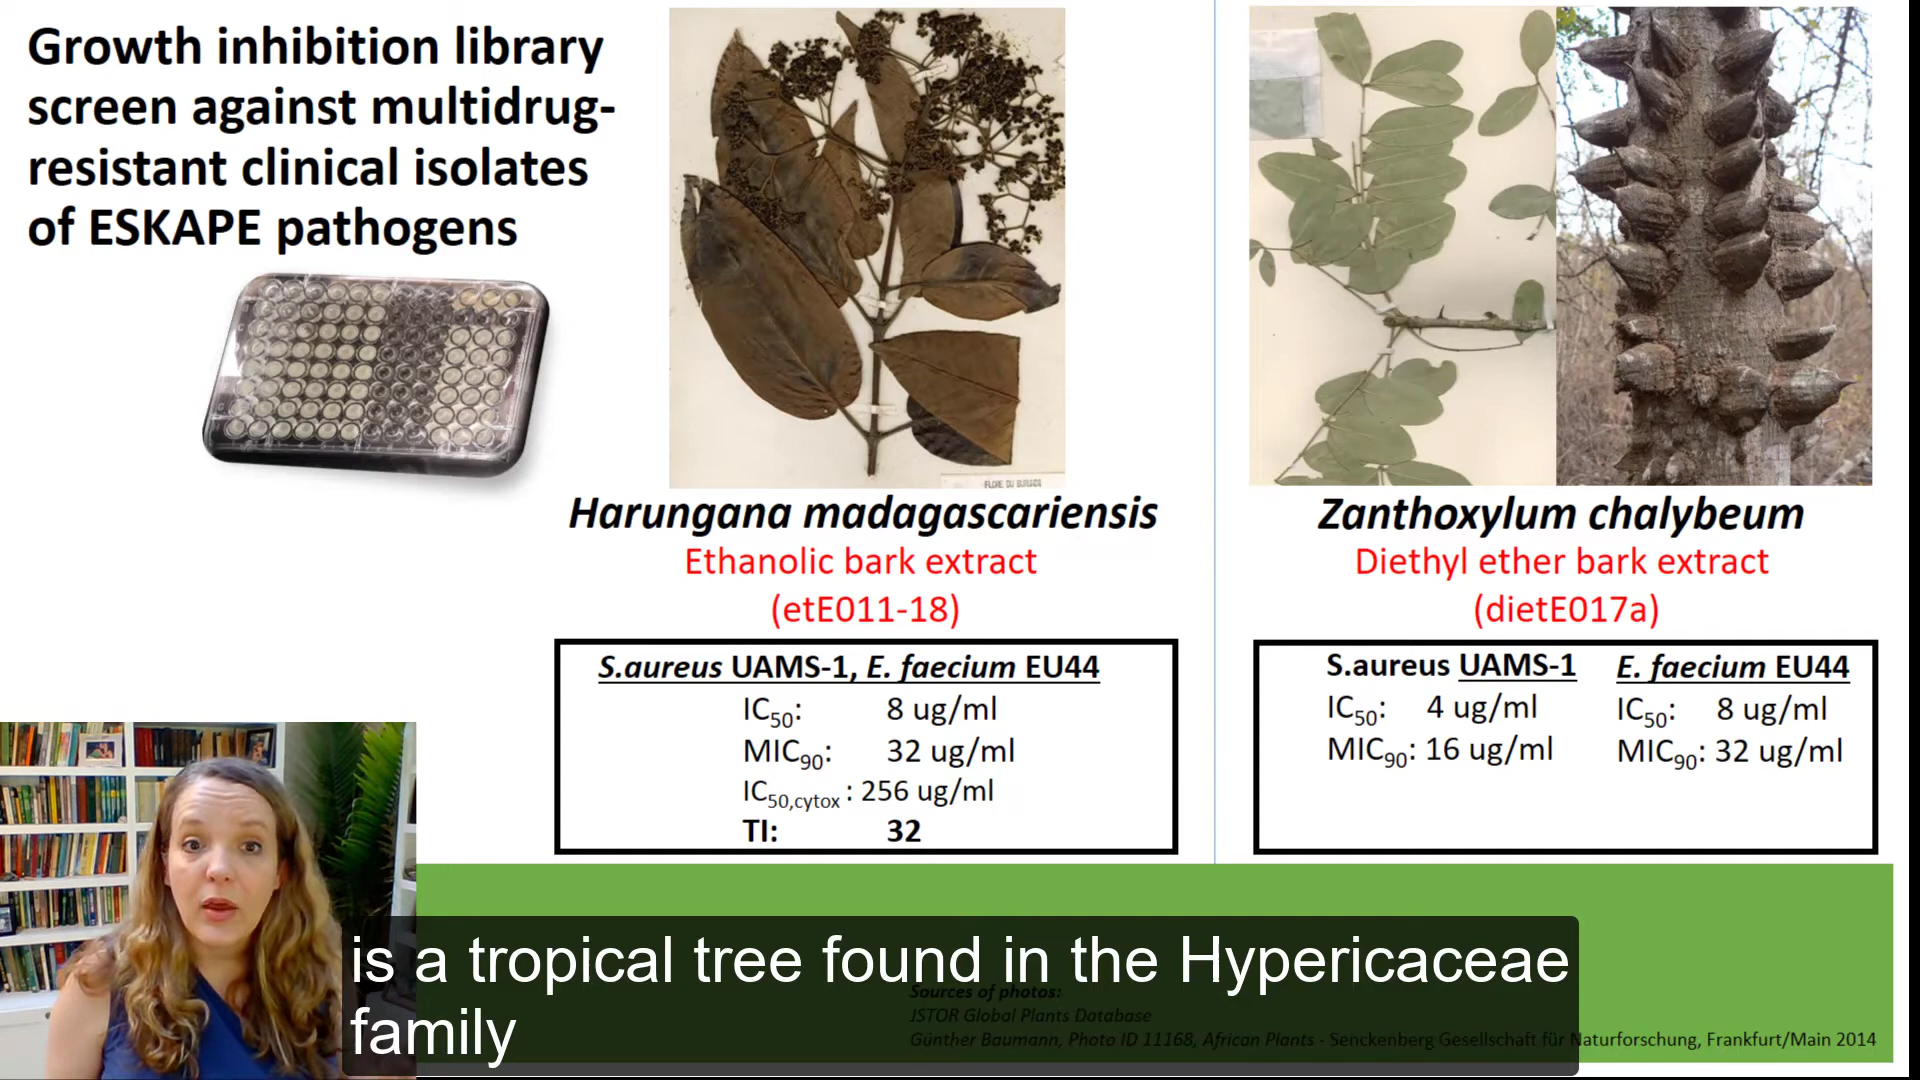 Growth inhibition library
screen against multidrug-
resistant clinical isolates
of ESKAPE pathogens
FLORE DU BURUNDI
Harungana madagascariensis
Ethanolic bark extract
(etE011-18)
S.aureus UAMS-1, E. faecium EU44
IC50: 8 ug/ml
MIC90: 32 ug/ml
IC50,cytox : 256 ug/ml
TI: 32
Zanthoxylum chalybeum
Diethyl ether bark extract
(dietE017a)
S.aureus UAMS-1
IC50: 4 ug/ml
MIC90: 16 ug/ml
E. faecium EU44
IC50: 8 ug/ml
MIC90: 32 ug/ml
is a tropical tree found in the Hypericaceae
family
Sources of photos:
JSTOR Global Plants Database
Günther Baumann, Photo ID 11168, African Plants - Senckenberg Gesellschaft für Naturforschung, Frankfurt/Main 2014